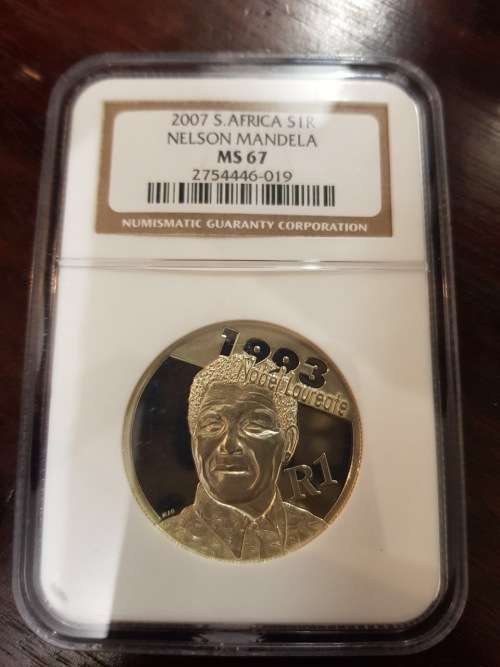 2007 S.AFRICA S1R
NELSON MANDELA
MS 67
2754446-019
NUMISMATIC GUARANTY CORPORATION
1993
Nobel Laureate
R1